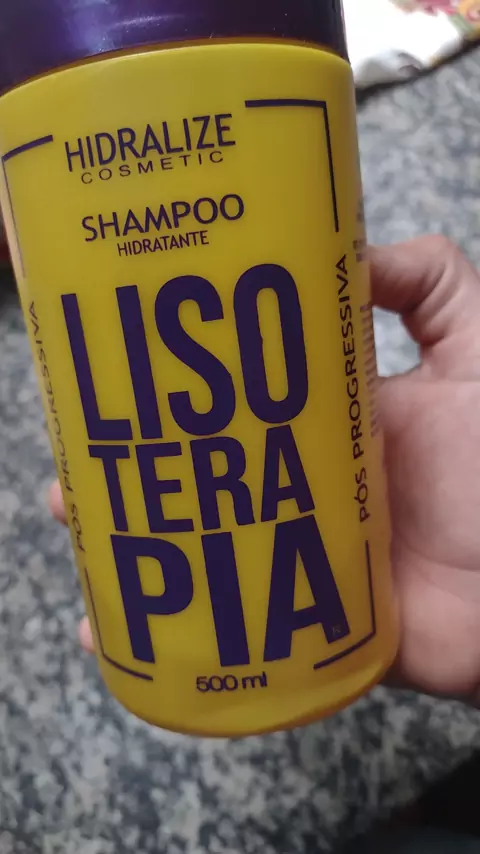 HIDRALIZE
COSMETIC
SHAMPOO
HIDRATANTE
LISO
TERA
PIA
500 ml
PÓS PROGRESSIVA
PÓS PROGRESSIVA